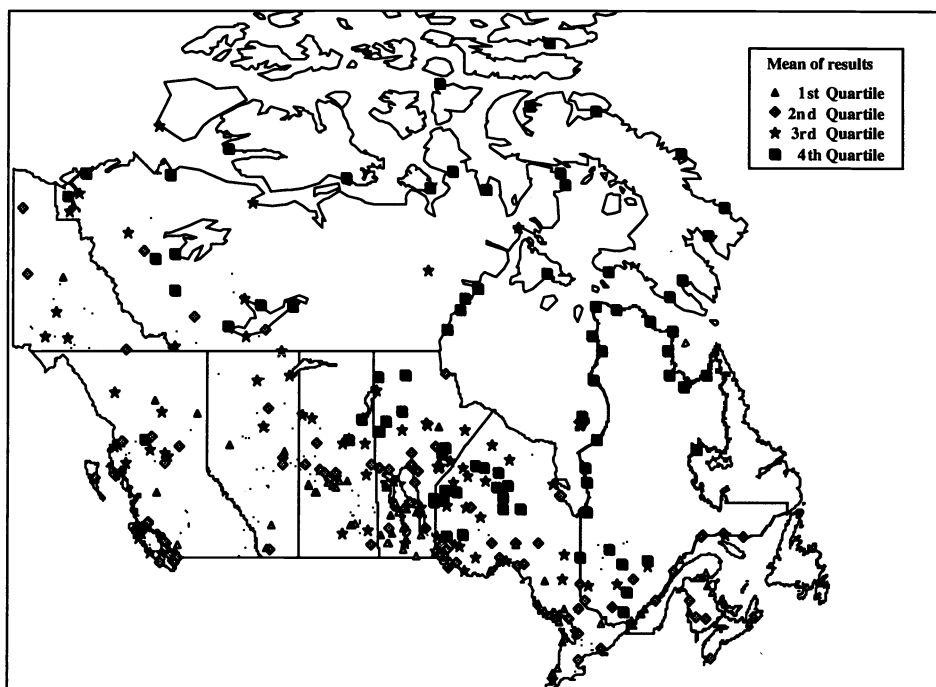 Mean of results
1st Quartile
2nd Quartile
3rd Quartile
4th Quartile